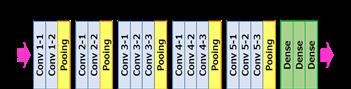 Conv 1-1
Conv 1-2
Pooing
Conv 2-1
Conv 2-2
Pooing
Conv 3-1
Conv 3-2
Conv 3-3
Pooing
Conv 4-1
Conv 4-2
Conv 4-3
Pooing
Conv 5-1
Conv 5-2
Conv 5-3
Pooing
Dense
Dense
Dense